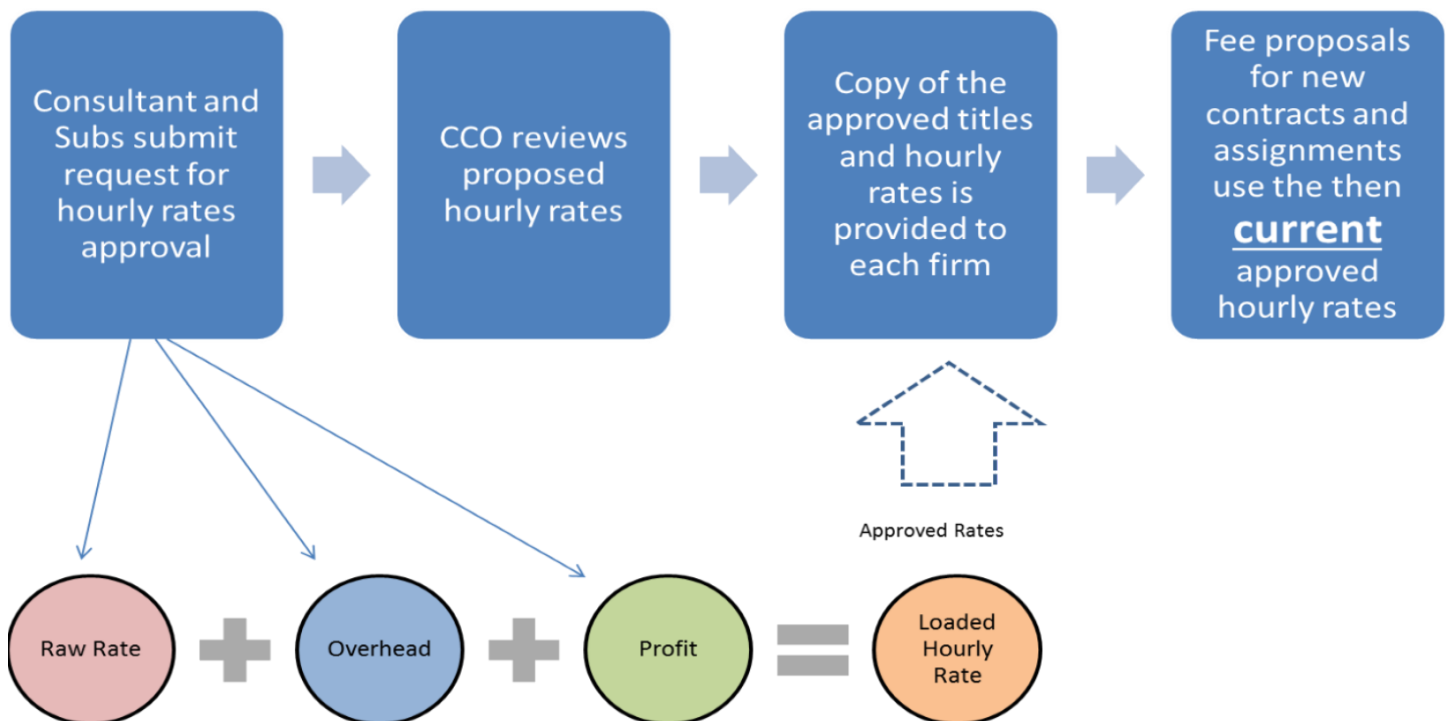 Consultant and
Subs submit
request for
hourly rates
approval
CCO reviews
proposed
hourly rates
Copy of the
approved titles
and hourly
rates is
provided to
each firm
Fee proposals
for new
contracts and
assignments
use the then
current
approved
hourly rates
Approved Rates
Raw Rate
Overhead
Profit
Loaded
Hourly
Rate